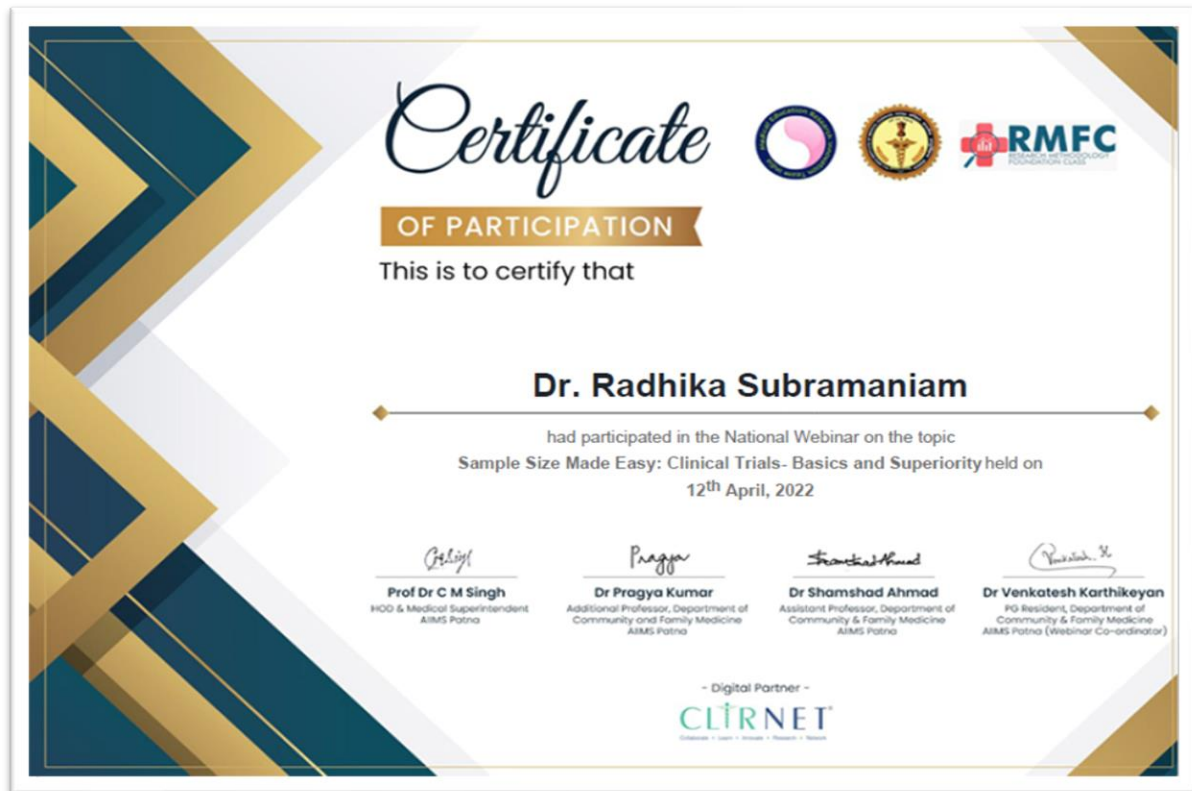 Certificate
OF PARTICIPATION
This is to certify that
RMFC
RESEARCH METHODOLOGY
FOUNDATION CLASS
Dr. Radhika Subramaniam
had participated in the National Webinar on the topic
Sample Size Made Easy: Clinical Trials- Basics and Superiority held on
12th April, 2022
Pragya
Prof Dr C M Singh
HOD & Medical Superintendent
AIIMS Patna
Dr Pragya Kumar
Additional Professor, Department of
Community and Family Medicine
AIIMS Patna
Dr Shamshad Ahmad
Assistant Professor, Department of
Community & Family Medicine
AIIMS Patna
Dr Venkatesh Karthikeyan
PG Resident, Department of
Community & Family Medicine
AIIMS Patna (Webinar Co-ordinator)
- Digital Partner -
CLIRNET